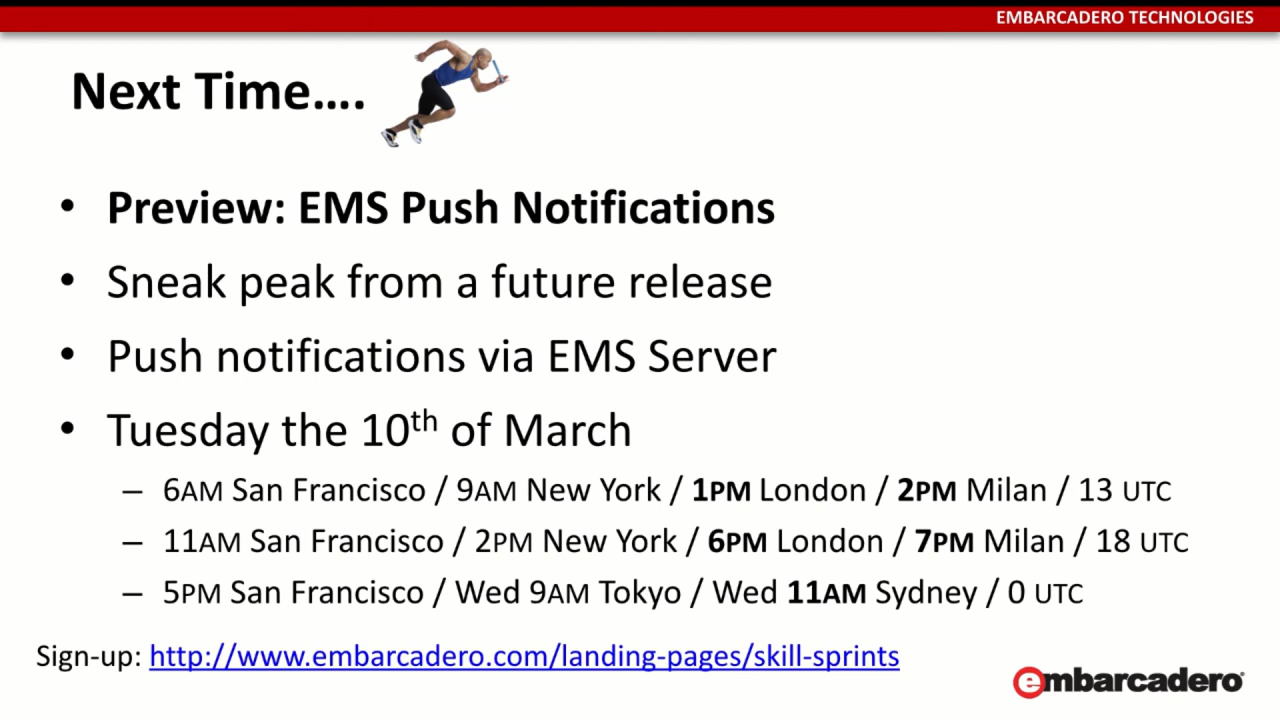 EMBARCADERO TECHNOLOGIES
Next Time....
• Preview: EMS Push Notifications
• Sneak peak from a future release
• Push notifications via EMS Server
• Tuesday the 10th of March
– 6AM San Francisco / 9AM New York / 1PM London / 2PM Milan / 13 UTC
– 11AM San Francisco / 2PM New York / 6PM London / 7PM Milan / 18 UTC
– 5PM San Francisco / Wed 9AM Tokyo / Wed 11AM Sydney / 0 UTC
Sign-up: http://www.embarcadero.com/landing-pages/skill-sprints
embarcadero®